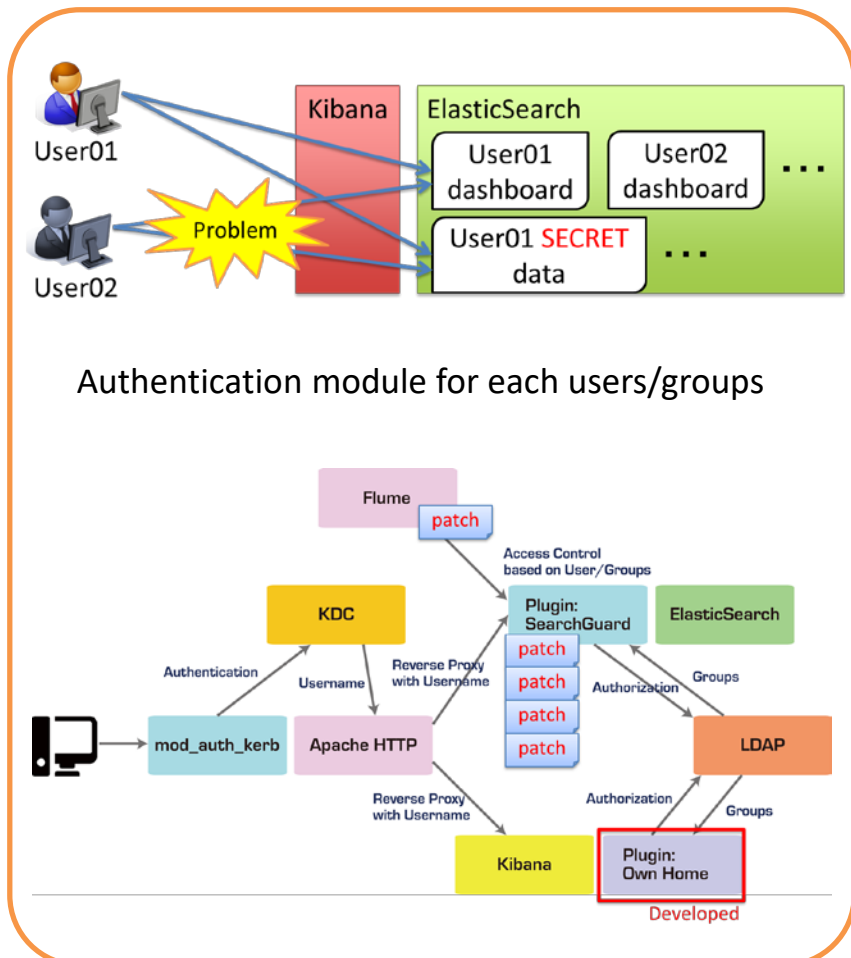 Kibana
ElasticSearch
User01
User01
dashboard
User02
dashboard
...
Problem
User01 SECRET
data
...
User02
Authentication module for each users/groups
Flume
patch
Access Control
based on User/Groups
KDC
Plugin:
SearchGuard
ElasticSearch
patch
patch
patch
patch
Authentication
Username
Reverse Proxy
with Username
Authorization
Groups
mod_auth_kerb
Apache HTTP
LDAP
Reverse Proxy
with Username
Authorization
Groups
Kibana
Plugin:
Own Home
Developed